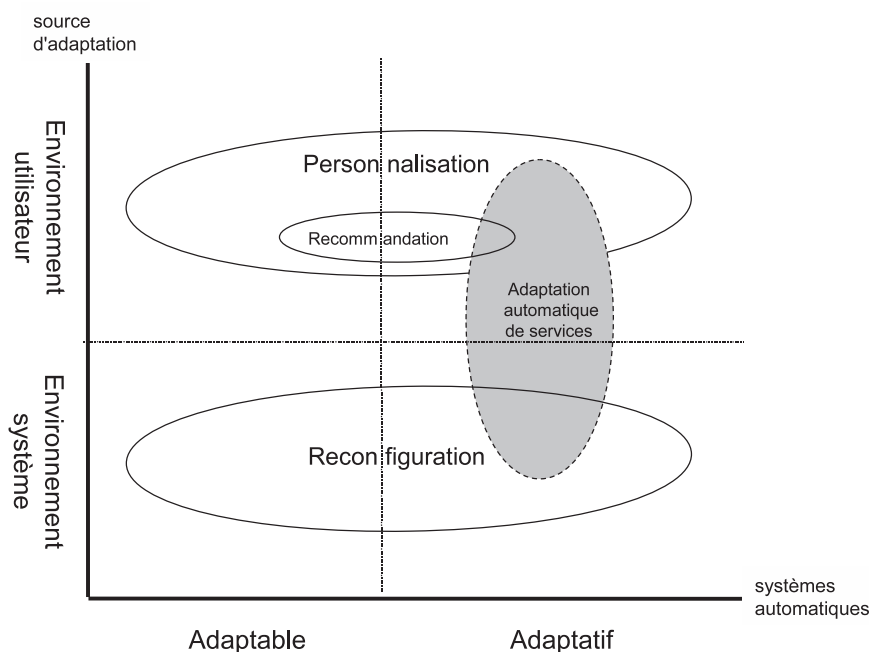 source
d'adaptation
Environnement
utilisateur
Person nalisation
Recomm andation
Adaptation
automatique
de services
Environnement
système
Recon figuration
systèmes
automatiques
Adaptable
Adaptatif